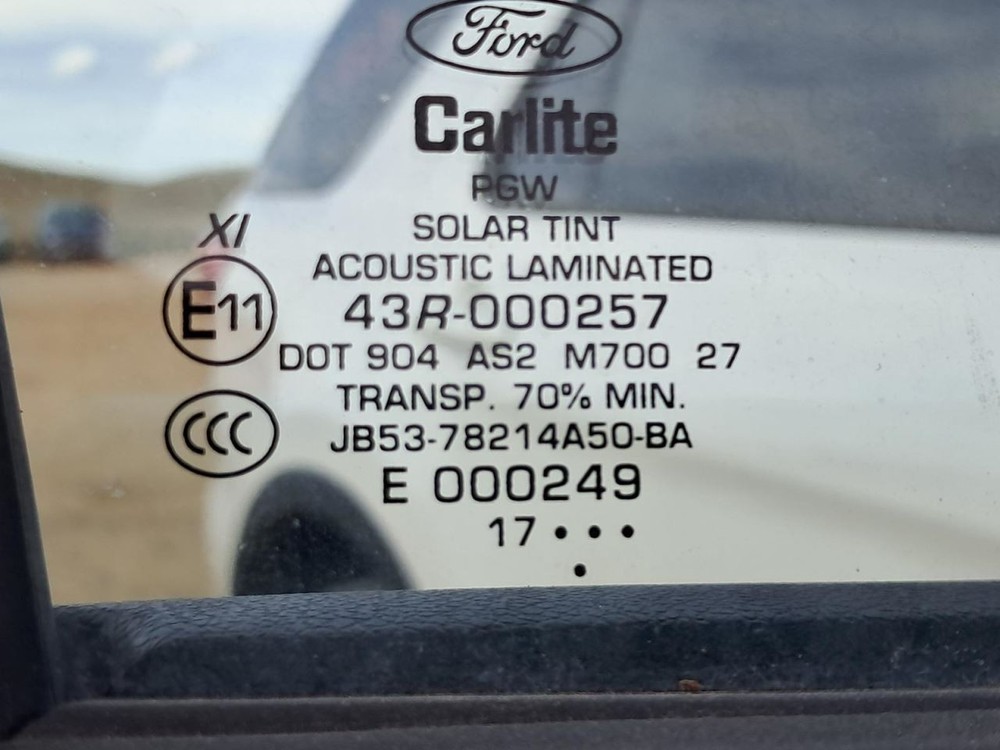 Ford
Carlite
PGW
SOLAR TINT
XI
ACOUSTIC LAMINATED
E11
43R-000257
DOT 904 AS2 M700 27
TRANSP. 70% MIN.
CCC
JB53-78214A50-BA
E 000249
17 • • •
•